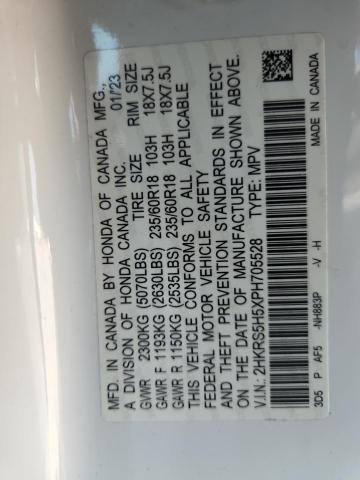 MFD. IN CANADA BY HONDA OF CANADA MFG.,
A DIVISION OF HONDA CANADA INC. 01/23
GVWR 2300KG (5070LBS) TIRE SIZE RIM SIZE
GAWR F 1193KG (2630LBS) 235/60R18 103H 18X7.5J
GAWR R 1150KG (2535LBS) 235/60R18 103H 18X7.5J
THIS VEHICLE CONFORMS TO ALL APPLICABLE
FEDERAL MOTOR VEHICLE SAFETY
AND THEFT PREVENTION STANDARDS IN EFFECT
ON THE DATE OF MANUFACTURE SHOWN ABOVE.
V.I.N.: 2HKRS5H5XPH705528 TYPE: MPV
3D5 P AF5 -NH883P -V -H MADE IN CANADA